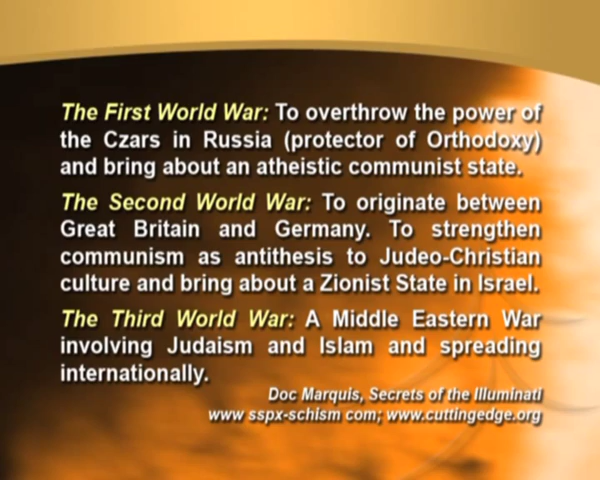 The First World War: To overthrow the power of
the Czars in Russia (protector of Orthodoxy)
and bring about an atheistic communist state.
The Second World War: To originate between
Great Britain and Germany. To strengthen
communism as antithesis to Judeo-Christian
culture and bring about a Zionist State in Israel.
The Third World War: A Middle Eastern War
involving Judaism and Islam and spreading
internationally.
Doc Marquis, Secrets of the Illuminati
www sspx-schism com; www.cuttingedge.org